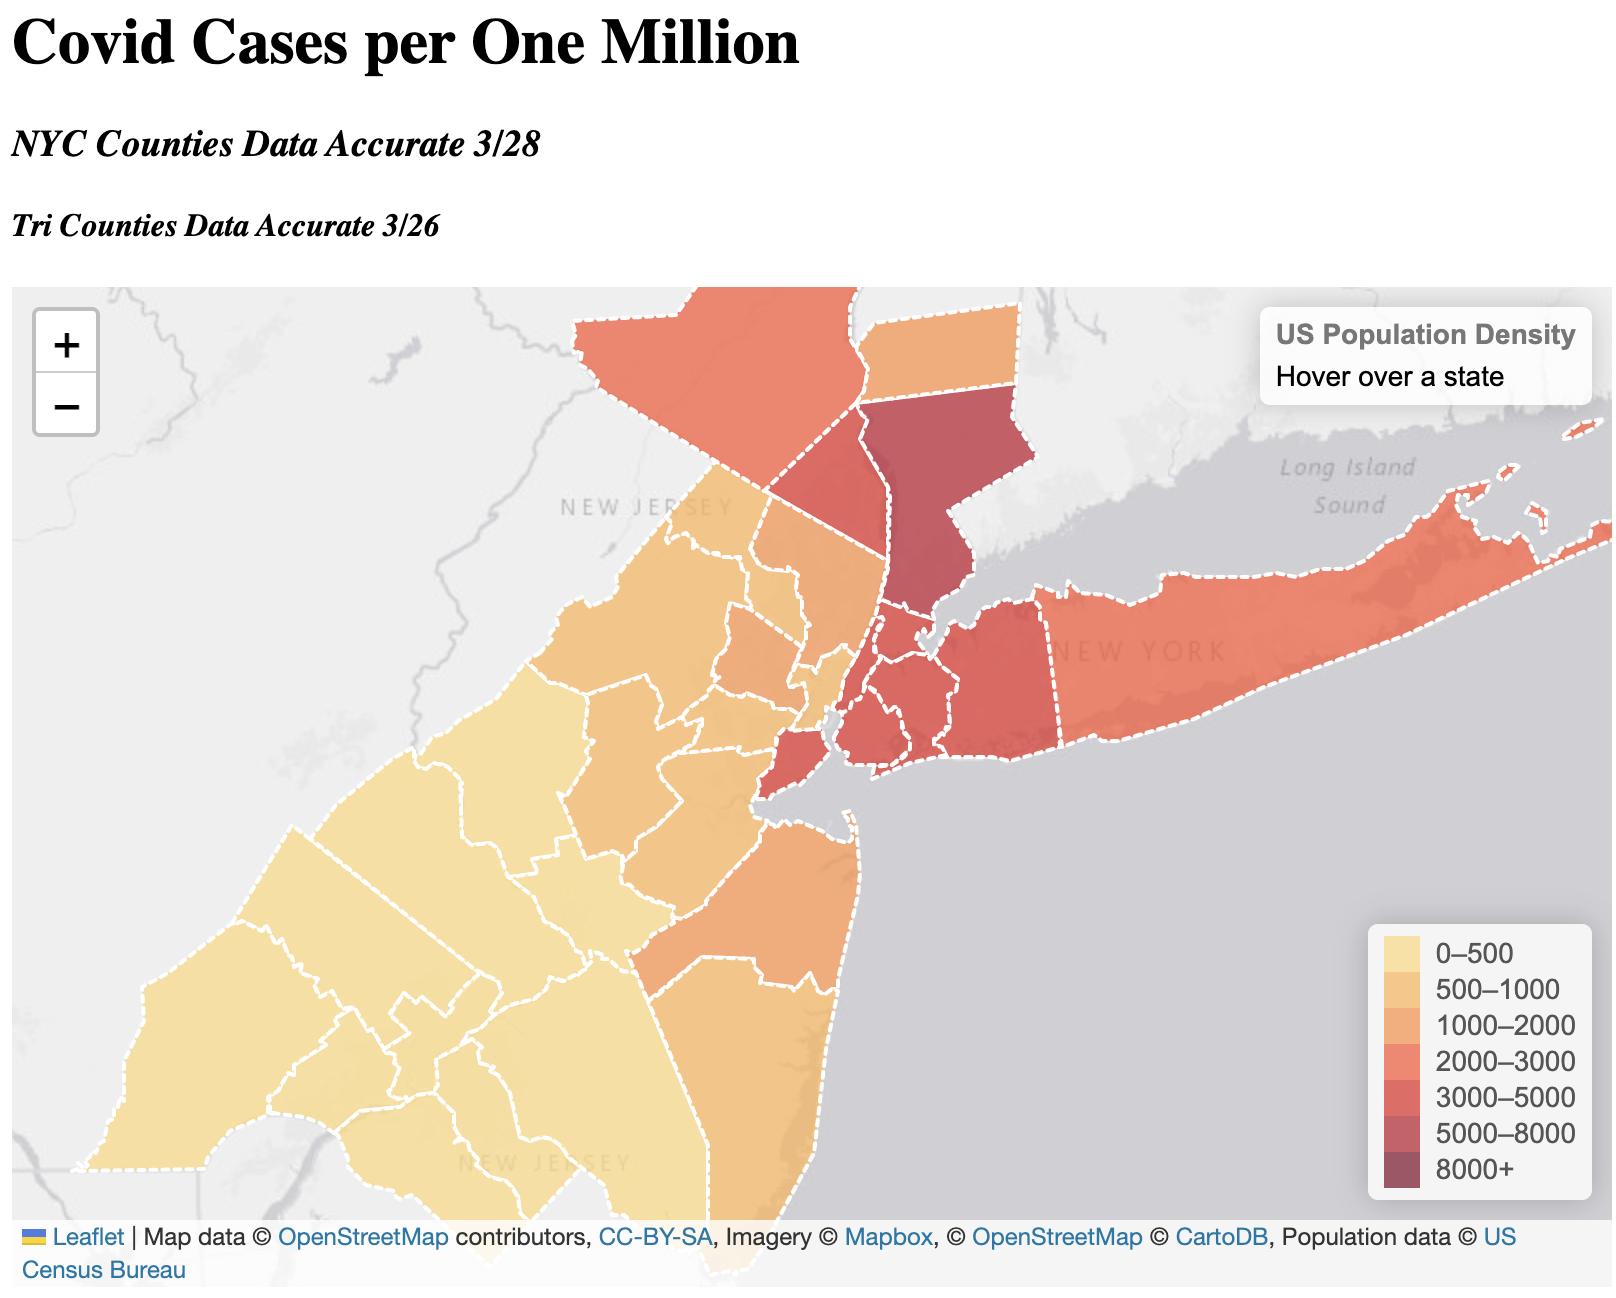 Covid Cases per One Million
NYC Counties Data Accurate 3/28
Tri Counties Data Accurate 3/26
+
−
US Population Density
Hover over a state
Long Island
Sound
NEW JERSEY
NEW YORK
NEW JERSEY
0–500
500–1000
1000–2000
2000–3000
3000–5000
5000–8000
8000+
Leaflet | Map data © OpenStreetMap contributors, CC-BY-SA, Imagery © Mapbox, © OpenStreetMap © CartoDB, Population data © US
Census Bureau